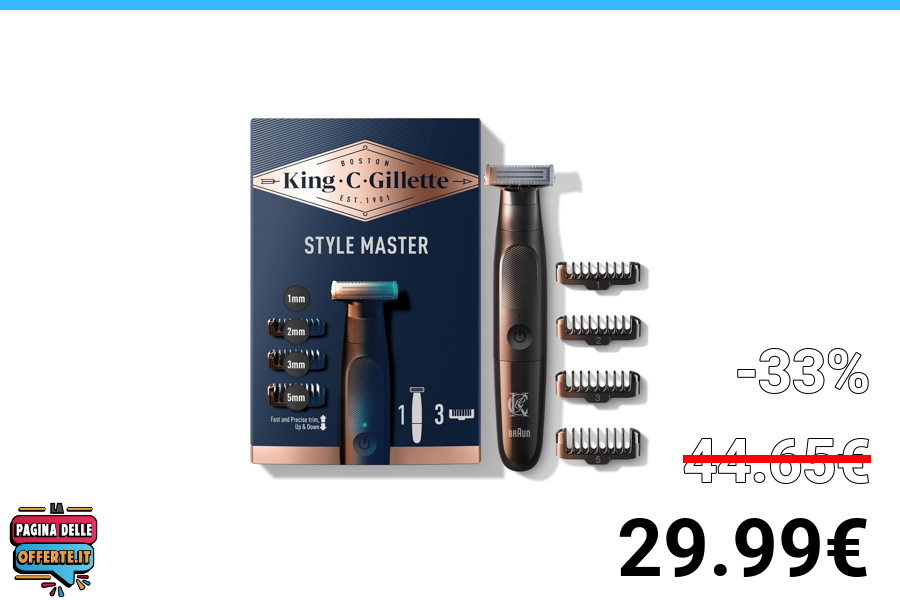 BOSTON
King·C·Gillette
EST. 1901
STYLE MASTER
1mm
2mm
3mm
5mm
Fast and Precise trim,
Up & Down
1
3
BRAUN
1
2
3
5
-33%
44.65€
29.99€
LA
PAGINA DELLE
OFFERTE.IT